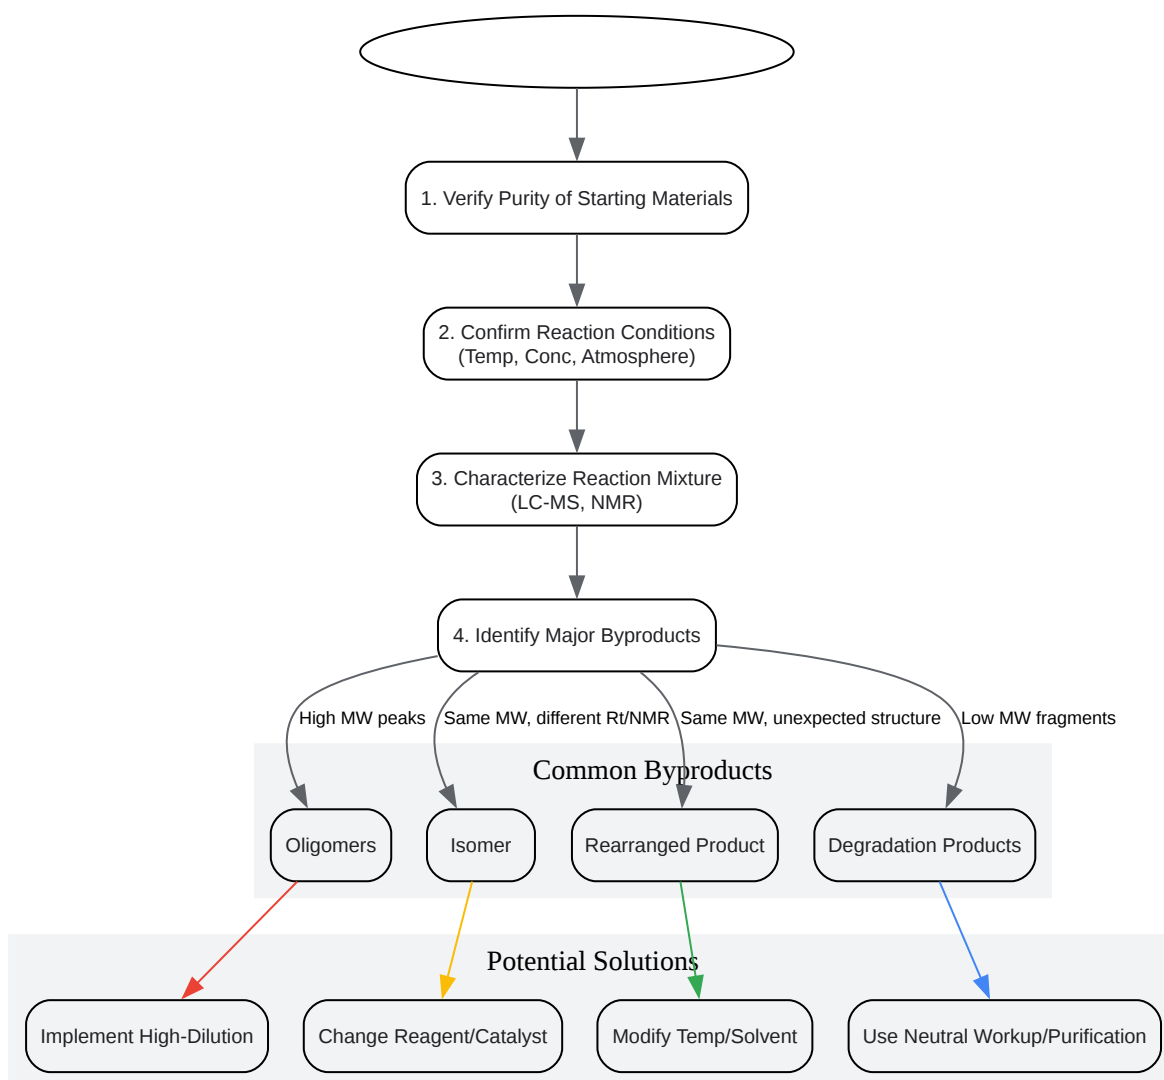 1. Verify Purity of Starting Materials
2. Confirm Reaction Conditions
(Temp, Conc, Atmosphere)
3. Characterize Reaction Mixture
(LC-MS, NMR)
4. Identify Major Byproducts
High MW peaks
Same MW, different Rt/NMR
Same MW, unexpected structure
Low MW fragments
Common Byproducts
Oligomers
Isomer
Rearranged Product
Degradation Products
Potential Solutions
Implement High-Dilution
Change Reagent/Catalyst
Modify Temp/Solvent
Use Neutral Workup/Purification